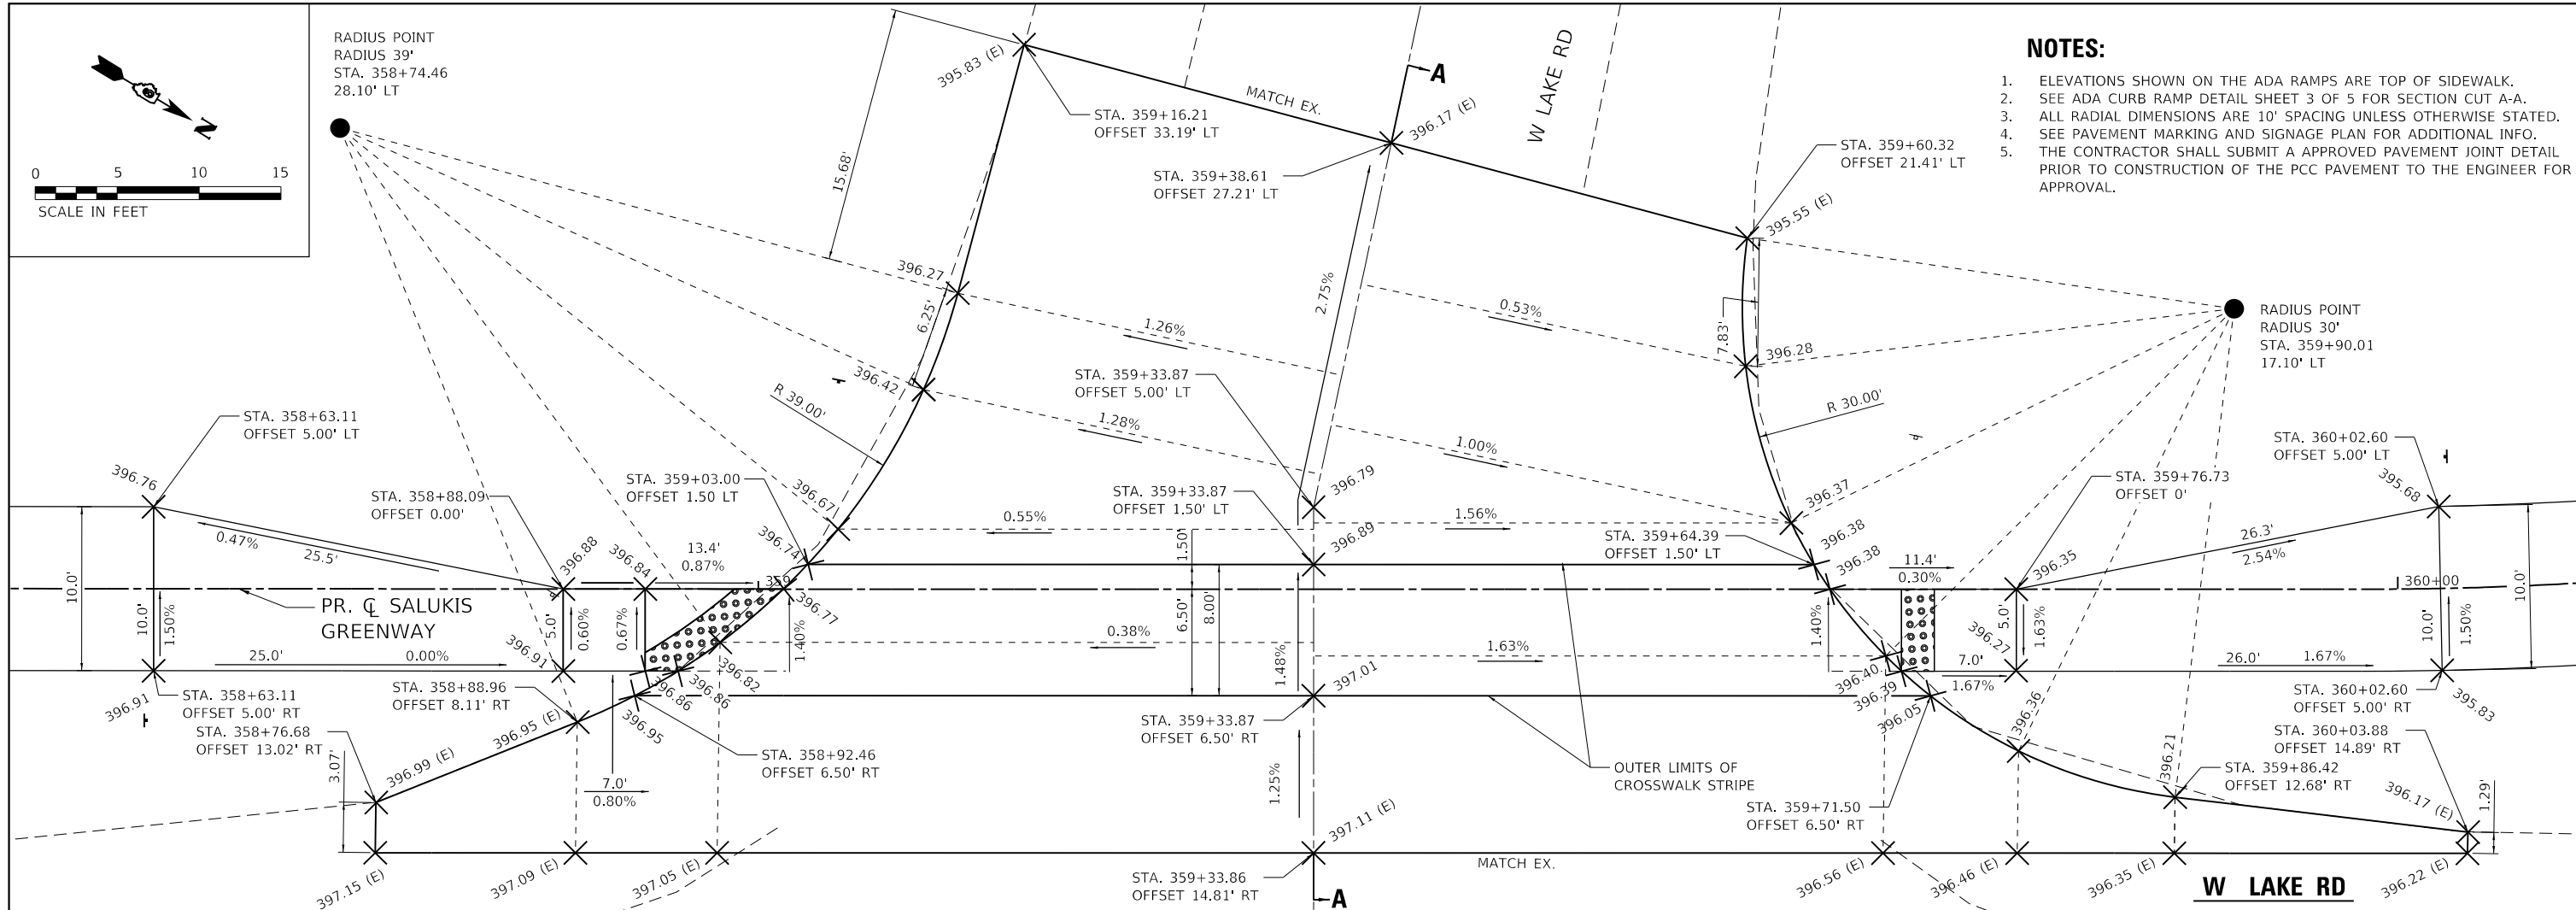 RADIUS POINT
RADIUS 39'
STA. 358+74.46
28.10' LT
N
0 5 10 15
SCALE IN FEET
NOTES:
1. ELEVATIONS SHOWN ON THE ADA RAMPS ARE TOP OF SIDEWALK.
2. SEE ADA CURB RAMP DETAIL SHEET 3 OF 5 FOR SECTION CUT A-A.
3. ALL RADIAL DIMENSIONS ARE 10' SPACING UNLESS OTHERWISE STATED.
4. SEE PAVEMENT MARKING AND SIGNAGE PLAN FOR ADDITIONAL INFO.
5. THE CONTRACTOR SHALL SUBMIT A APPROVED PAVEMENT JOINT DETAIL
PRIOR TO CONSTRUCTION OF THE PCC PAVEMENT TO THE ENGINEER FOR
APPROVAL.
395.83 (E)
15.68'
STA. 359+16.21
OFFSET 33.19' LT
MATCH EX.
A
396.17 (E)
W LAKE RD
STA. 359+38.61
OFFSET 27.21' LT
STA. 359+60.32
OFFSET 21.41' LT
395.55 (E)
396.27
6.25'
1.26%
2.75%
0.53%
7.83'
396.28
RADIUS POINT
RADIUS 30'
STA. 359+90.01
17.10' LT
396.42
R 39.00'
1.28%
STA. 359+33.87
OFFSET 5.00' LT
1.00%
R 30.00'
STA. 358+63.11
OFFSET 5.00' LT
STA. 360+02.60
OFFSET 5.00' LT
396.76
STA. 358+88.09
OFFSET 0.00'
STA. 359+03.00
OFFSET 1.50 LT
396.67
396.79
STA. 359+33.87
OFFSET 1.50' LT
396.37
STA. 359+76.73
OFFSET 0'
395.68
0.47%
25.5'
396.88
396.84
13.4'
0.87%
396.74
0.55%
1.50'
396.89
1.56%
STA. 359+64.39
OFFSET 1.50' LT
396.38
396.38
11.4'
0.30%
396.35
26.3'
2.54%
359
360+00
10.0'
10.0'
1.50%
PR. ℄ SALUKIS
GREENWAY
5.0'
0.60%
0.67%
396.77
1.40%
0.38%
6.50'
8.00'
1.48%
1.63%
1.40%
5.0'
1.63%
10.0'
1.50%
10.0'
25.0' 0.00%
396.91
396.82
397.01
396.40
396.27
7.0'
1.67%
26.0' 1.67%
396.91
STA. 358+63.11
OFFSET 5.00' RT
STA. 358+88.96
OFFSET 8.11' RT
396.86
396.86
396.39
396.05
STA. 360+02.60
OFFSET 5.00' RT
395.83
STA. 358+76.68
OFFSET 13.02' RT
396.95 (E)
396.95
STA. 359+33.87
OFFSET 6.50' RT
396.36
STA. 360+03.88
OFFSET 14.89' RT
3.07'
396.99 (E)
7.0'
0.80%
STA. 358+92.46
OFFSET 6.50' RT
1.25%
OUTER LIMITS OF
CROSSWALK STRIPE
396.21
STA. 359+86.42
OFFSET 12.68' RT
396.17 (E)
1.29'
STA. 359+71.50
OFFSET 6.50' RT
397.11 (E)
MATCH EX.
397.15 (E)
397.09 (E)
397.05 (E)
STA. 359+33.86
OFFSET 14.81' RT
A
396.56 (E)
396.46 (E)
396.35 (E)
396.22 (E)
W LAKE RD